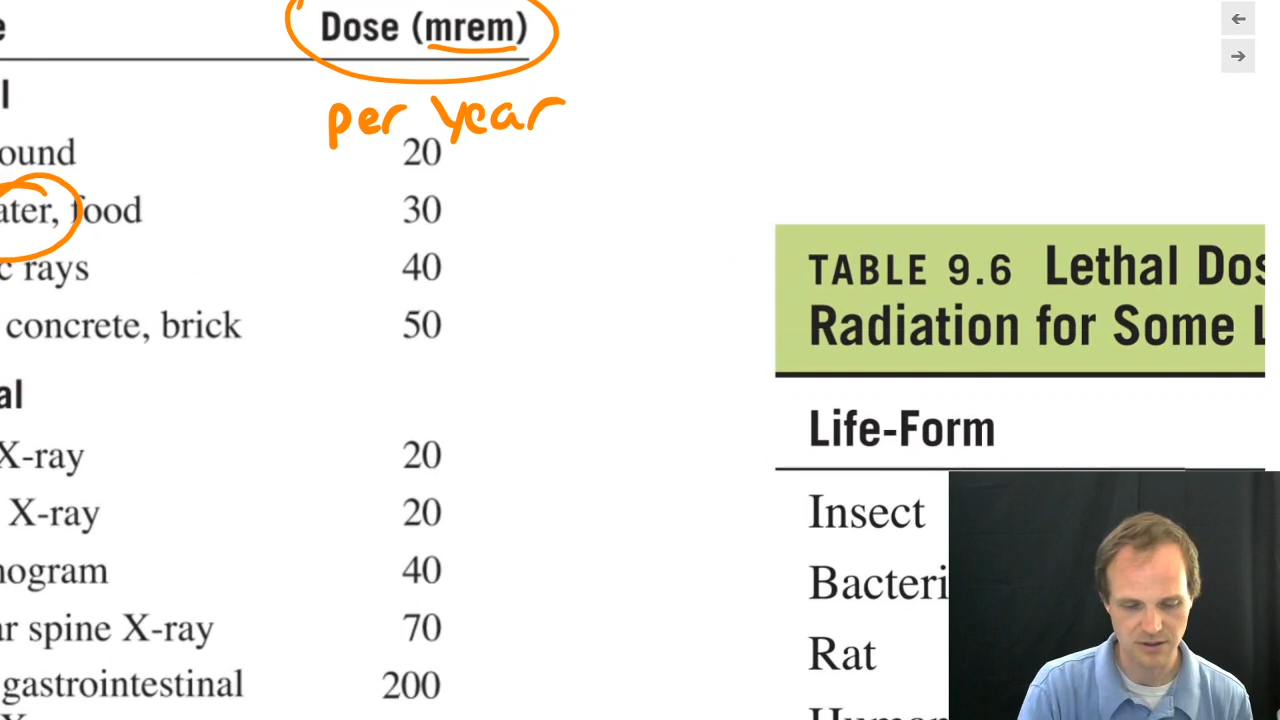 e Dose (mrem)
per year
l
ound 20
ater, food 30
c rays 40
concrete, brick 50
al
X-ray 20
X-ray 20
nogram 40
ar spine X-ray 70
gastrointestinal 200
TABLE 9.6 Lethal Dos
Radiation for Some L
Life-Form
Insect
Bacteri
Rat